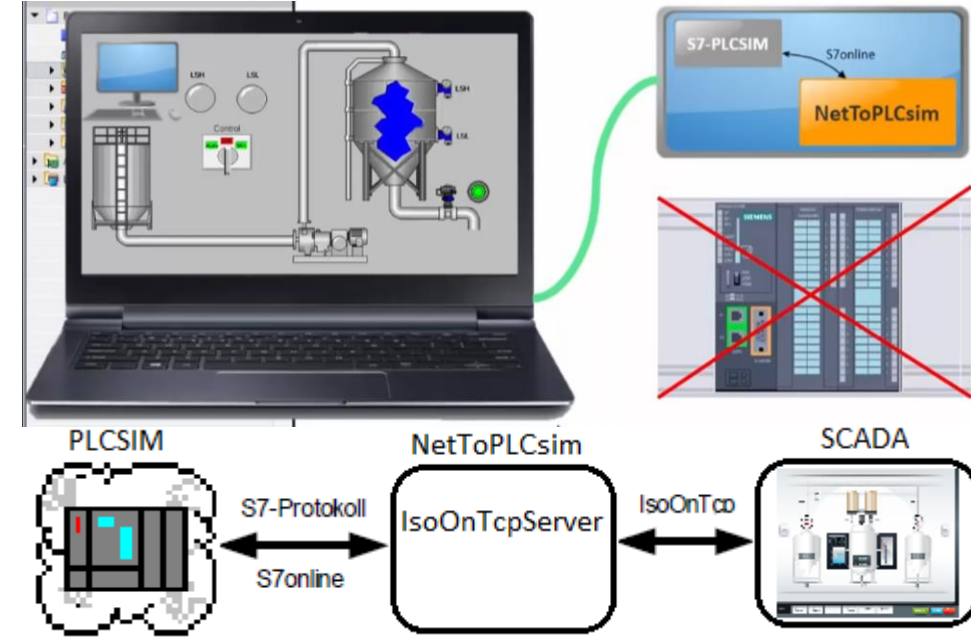 LSH
LSL
Control
LSH
LSL
S7-PLCSIM
S7online
NetToPLCsim
SIEMENS
PLCSIM
NetToPLCsim
SCADA
S7-Protokoll
S7online
IsoOnTcpServer
IsoOnTcp